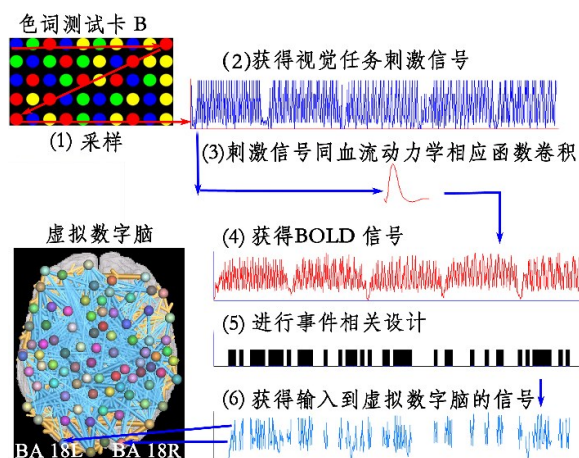 色词测试卡 B
(1) 采样
(2)获得视觉任务刺激信号
(3)刺激信号同血流动力学相应函数卷积
虚拟数字脑
(4) 获得BOLD 信号
(5) 进行事件相关设计
(6) 获得输入到虚拟数字脑的信号
BA 18L BA 18R